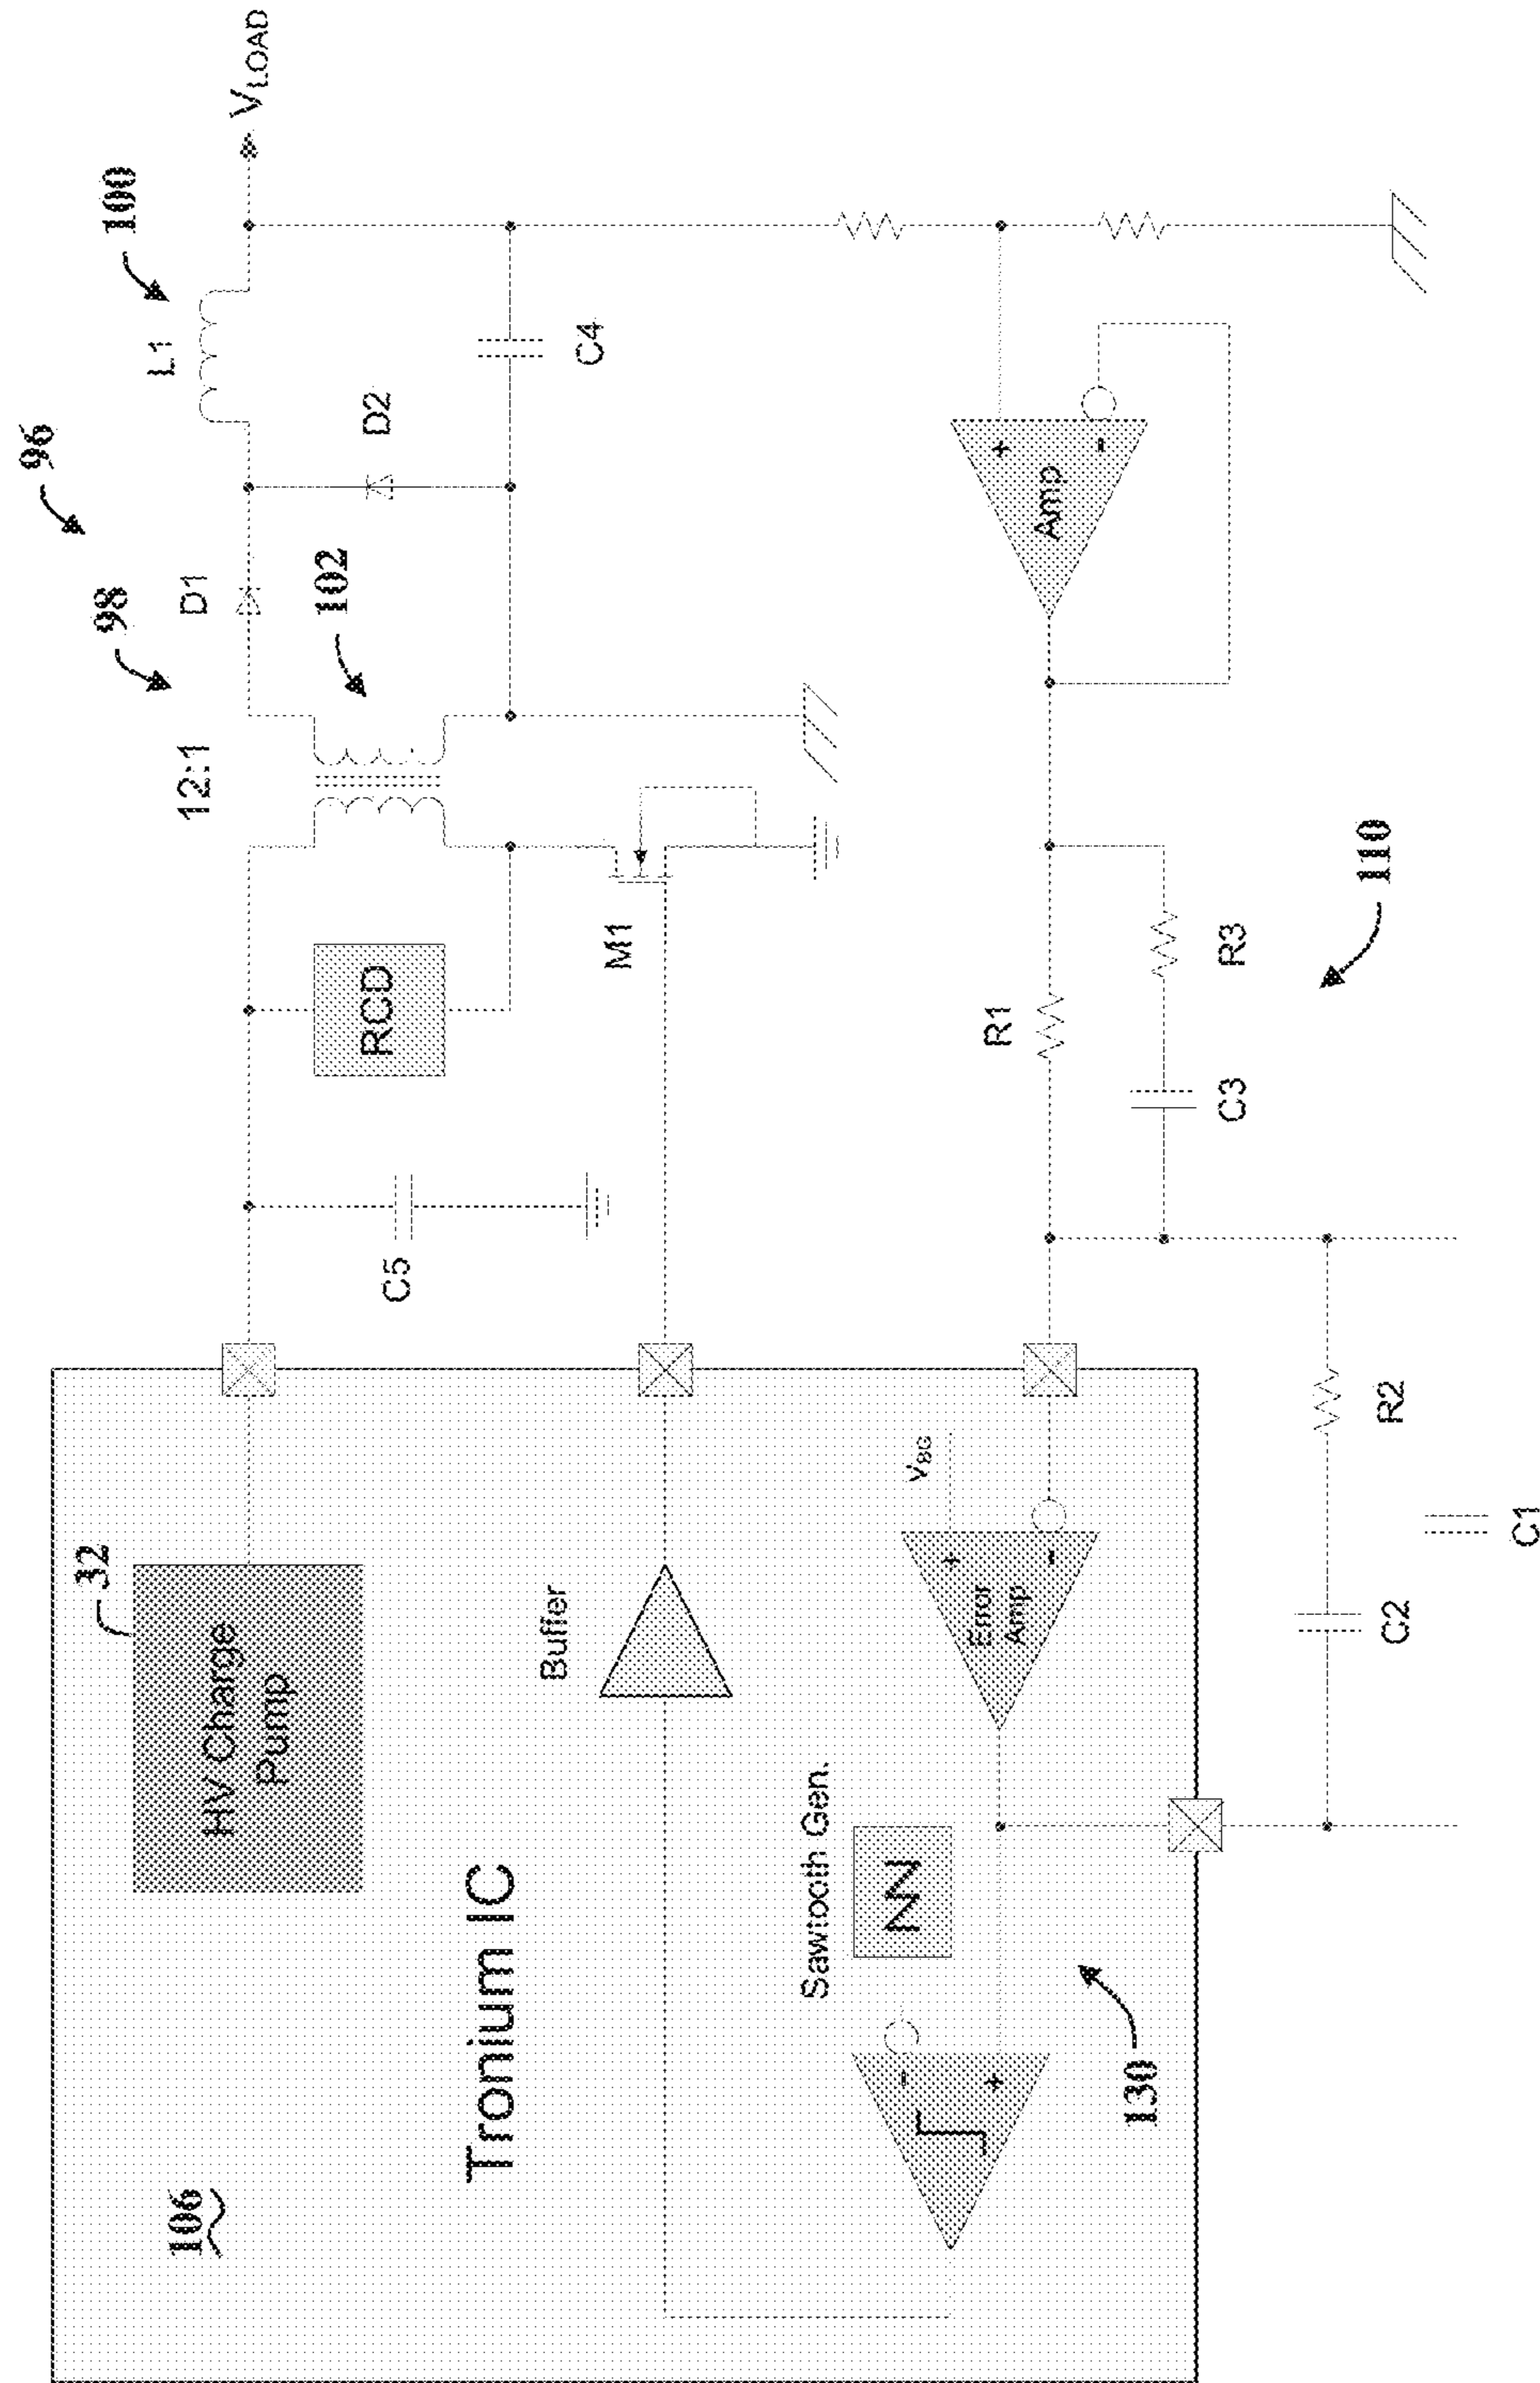 96
98
100
12:1
D1
L1
VLOAD
102
D2
C4
RCD
C5
M1
32
HV Charge
Pump
106
Tronium IC
Buffer
Sawtooth Gen.
VBG
+
-
Error
Amp
-
+
130
+
-
Amp
R1
C3
R3
110
R2
C2
C1